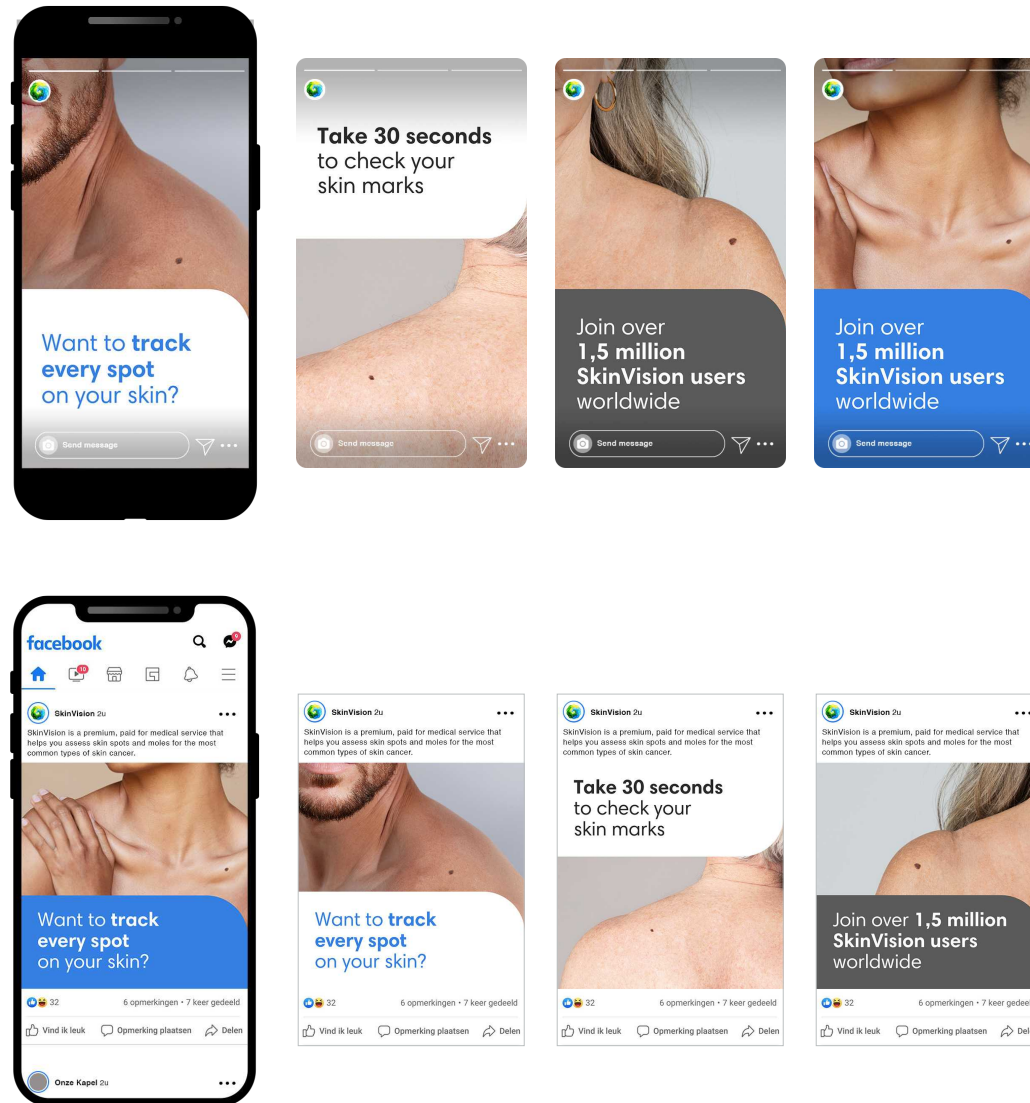 Want to track
every spot
on your skin?
Send message
Take 30 seconds
to check your
skin marks
Send message
Join over
1,5 million
SkinVision users
worldwide
Send message
Join over
1,5 million
SkinVision users
worldwide
Send message
facebook
9
10
SkinVision 2u
SkinVision is a premium, paid for medical service that
helps you assess skin spots and moles for the most
common types of skin cancer.
Want to track
every spot
on your skin?
32 6 opmerkingen • 7 keer gedeeld
Vind ik leuk Opmerking plaatsen Delen
Onze Kapel 2u
SkinVision 2u
SkinVision is a premium, paid for medical service that
helps you assess skin spots and moles for the most
common types of skin cancer.
Want to track
every spot
on your skin?
32 6 opmerkingen • 7 keer gedeeld
Vind ik leuk Opmerking plaatsen Delen
SkinVision 2u
SkinVision is a premium, paid for medical service that
helps you assess skin spots and moles for the most
common types of skin cancer.
Take 30 seconds
to check your
skin marks
32 6 opmerkingen • 7 keer gedeeld
Vind ik leuk Opmerking plaatsen Delen
SkinVision 2u
SkinVision is a premium, paid for medical service that
helps you assess skin spots and moles for the most
common types of skin cancer.
Join over 1,5 million
SkinVision users
worldwide
32 6 opmerkingen • 7 keer gedeel
Vind ik leuk Opmerking plaatsen Del